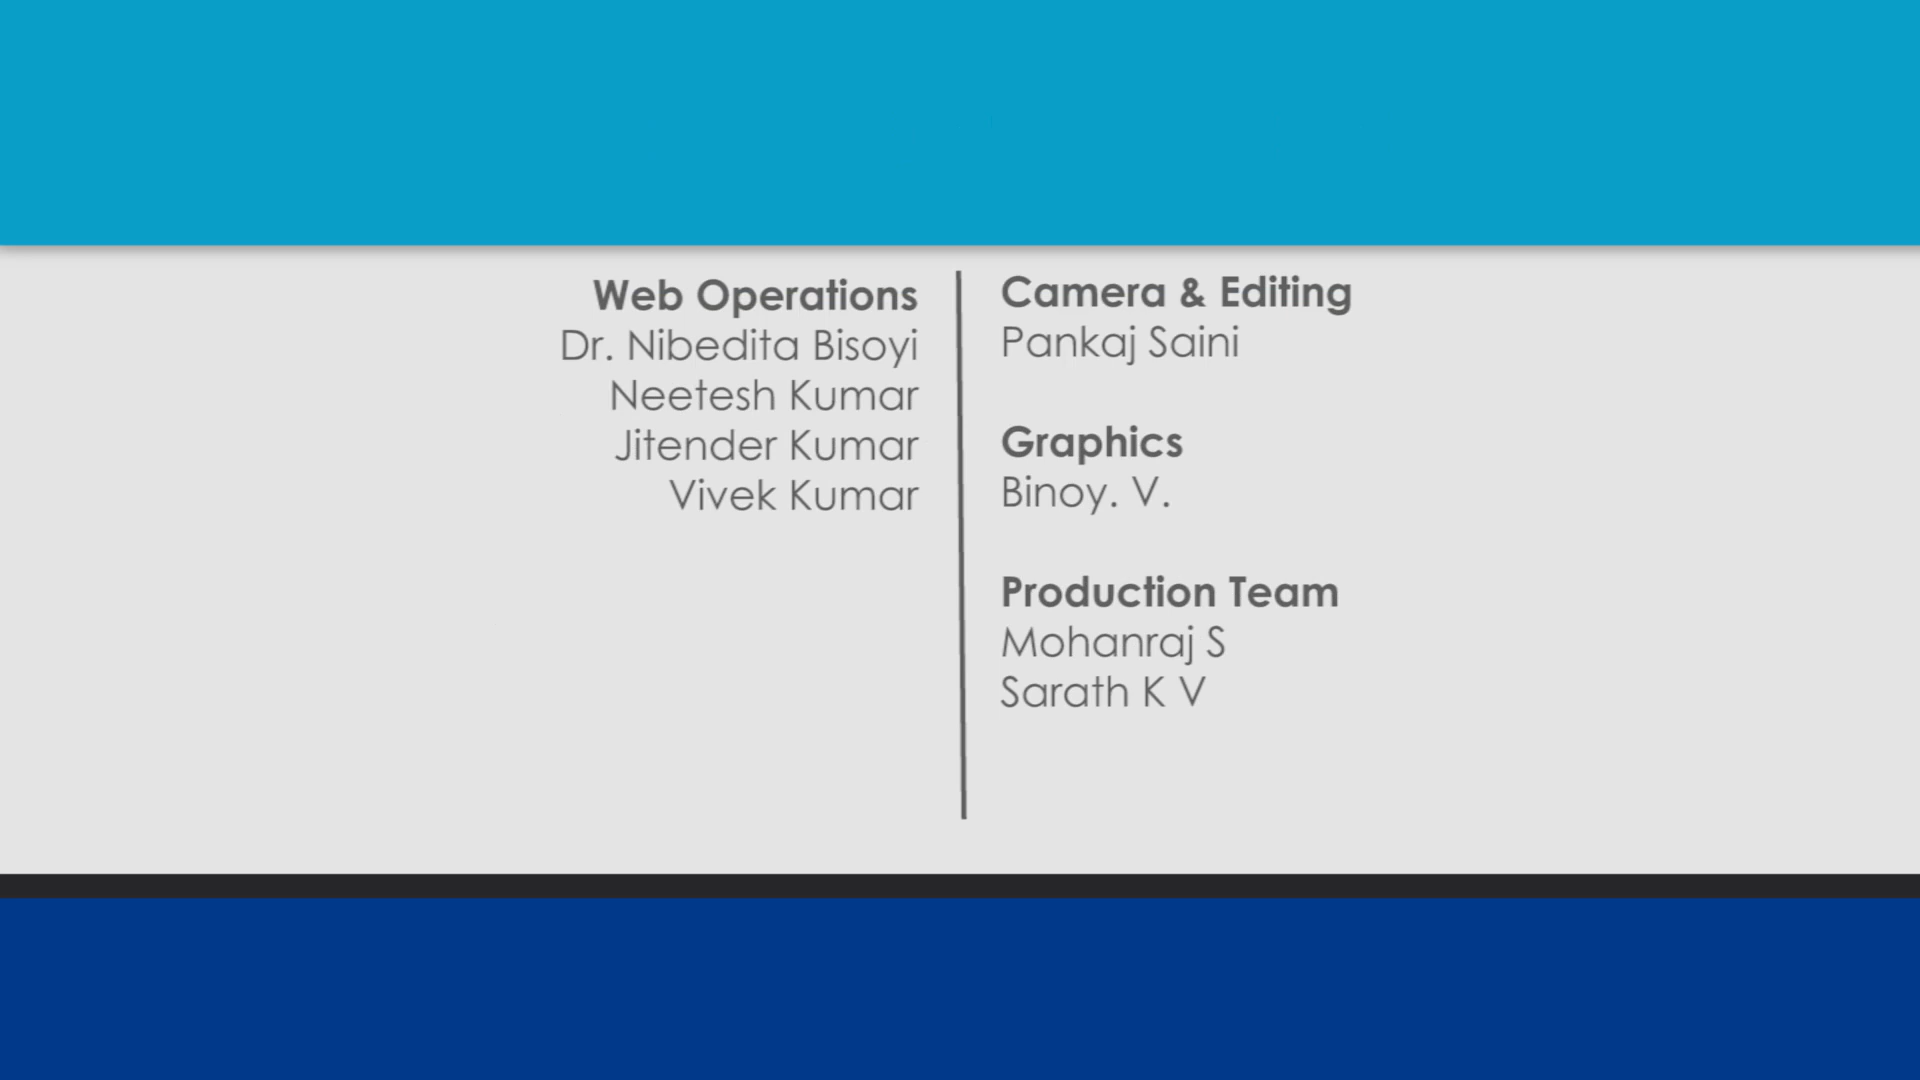 Web Operations
Dr. Nibedita Bisoyi
Neetesh Kumar
Jitender Kumar
Vivek Kumar
Camera & Editing
Pankaj Saini
Graphics
Binoy. V.
Production Team
Mohanraj S
Sarath K V